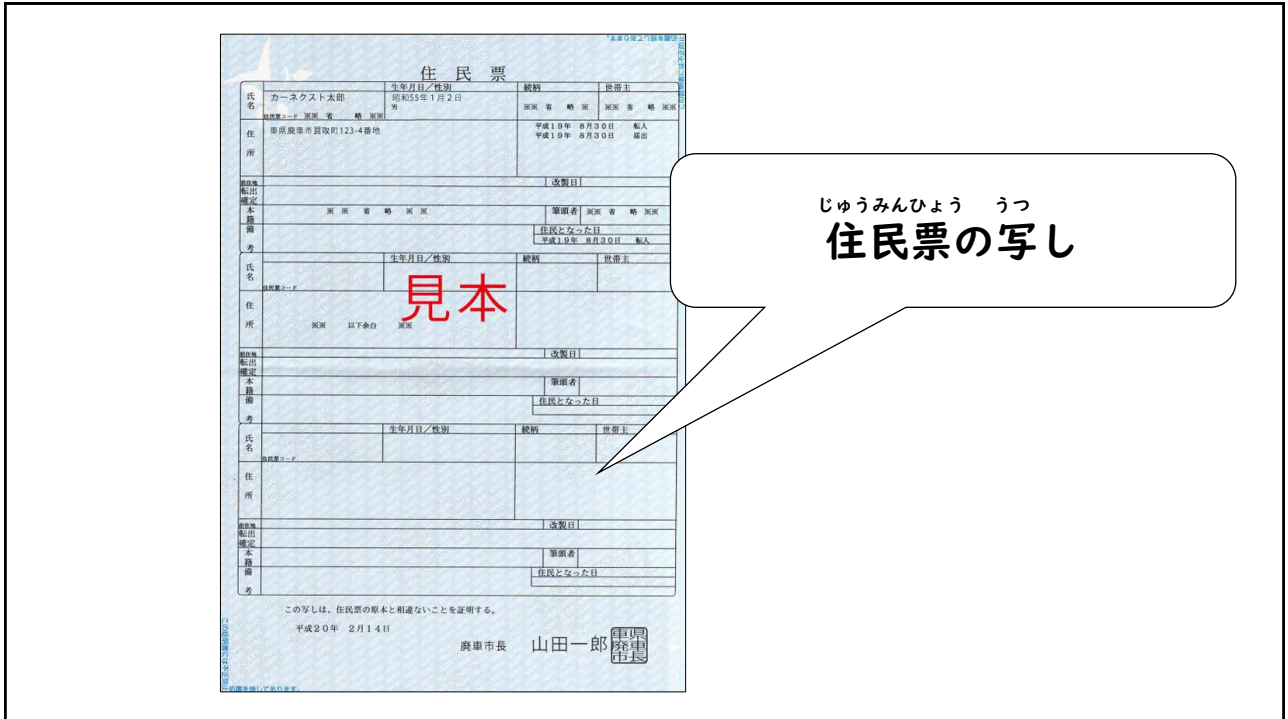 住民票
氏名 カーネクスト太郎 生年月日/性別 昭和55年1月2日 男 続柄 ※※ 省 略 ※ 世帯主 ※※ 省 略 ※※
住民票コード ※※ 省 略 ※※
住所 車県廃車市買取町123-4番地 平成19年 8月30日 転入
平成19年 8月30日 届出
前住地 改製日
転出確定
本籍 ※ ※ 省 略 ※ ※ 筆頭者 ※※ 省 略 ※※
備考 住民となった日
平成19年 8月30日 転入
氏名 生年月日/性別 続柄 世帯主
住民票コード
見本
住所 ※※ 以下余白 ※※
前住地 改製日
転出確定
本籍 筆頭者
備考 住民となった日
氏名 生年月日/性別 続柄 世帯主
住民票コード
住所
前住地 改製日
転出確定
本籍 筆頭者
備考 住民となった日
この写しは、住民票の原本と相違ないことを証明する。
平成20年 2月14日
廃車市長 山田一郎
車県廃車市長
じゅうみんひょう うつ
住民票の写し